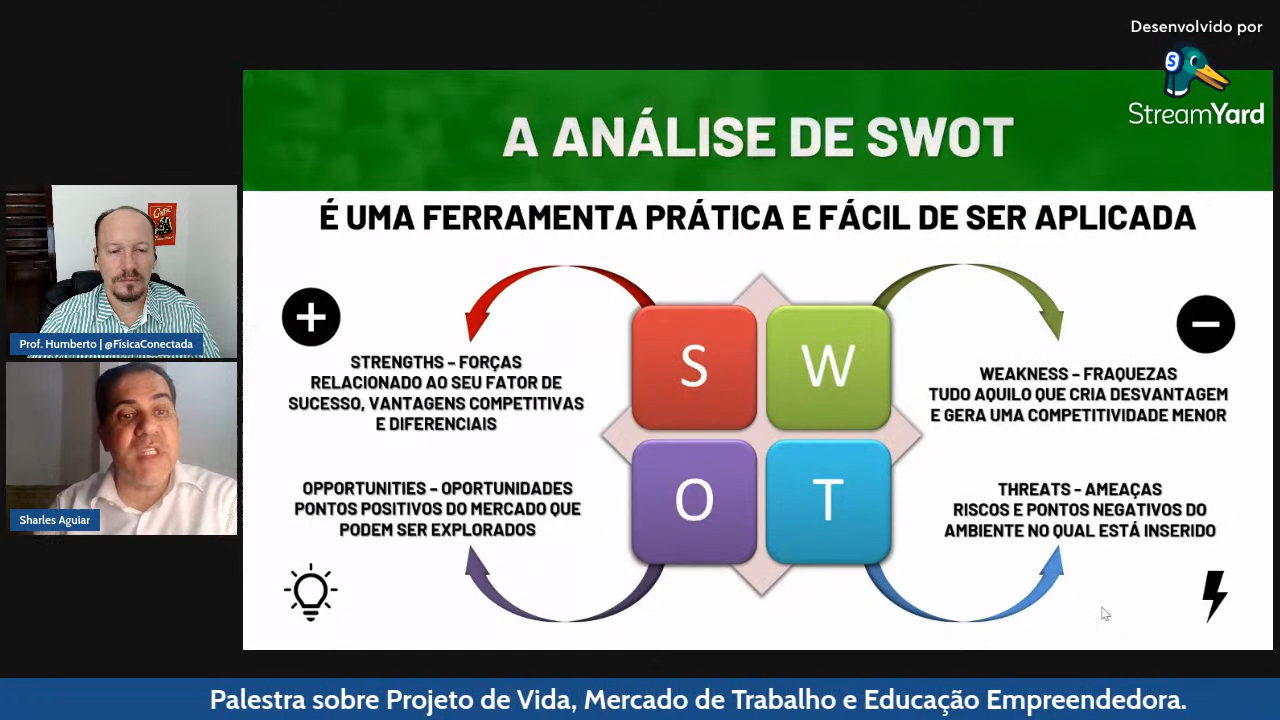 Desenvolvido por
StreamYard
A ANÁLISE DE SWOT
É UMA FERRAMENTA PRÁTICA E FÁCIL DE SER APLICADA
STRENGTHS – FORÇAS
RELACIONADO AO SEU FATOR DE
SUCESSO, VANTAGENS COMPETITIVAS
E DIFERENCIAIS
S
W
WEAKNESS – FRAQUEZAS
TUDO AQUILO QUE CRIA DESVANTAGEM
E GERA UMA COMPETITIVIDADE MENOR
OPPORTUNITIES – OPORTUNIDADES
PONTOS POSITIVOS DO MERCADO QUE
PODEM SER EXPLORADOS
O
T
THREATS – AMEAÇAS
RISCOS E PONTOS NEGATIVOS DO
AMBIENTE NO QUAL ESTÁ INSERIDO
Prof. Humberto | @FisicaConectada
Sharles Aguiar
Palestra sobre Projeto de Vida, Mercado de Trabalho e Educação Empreendedora.